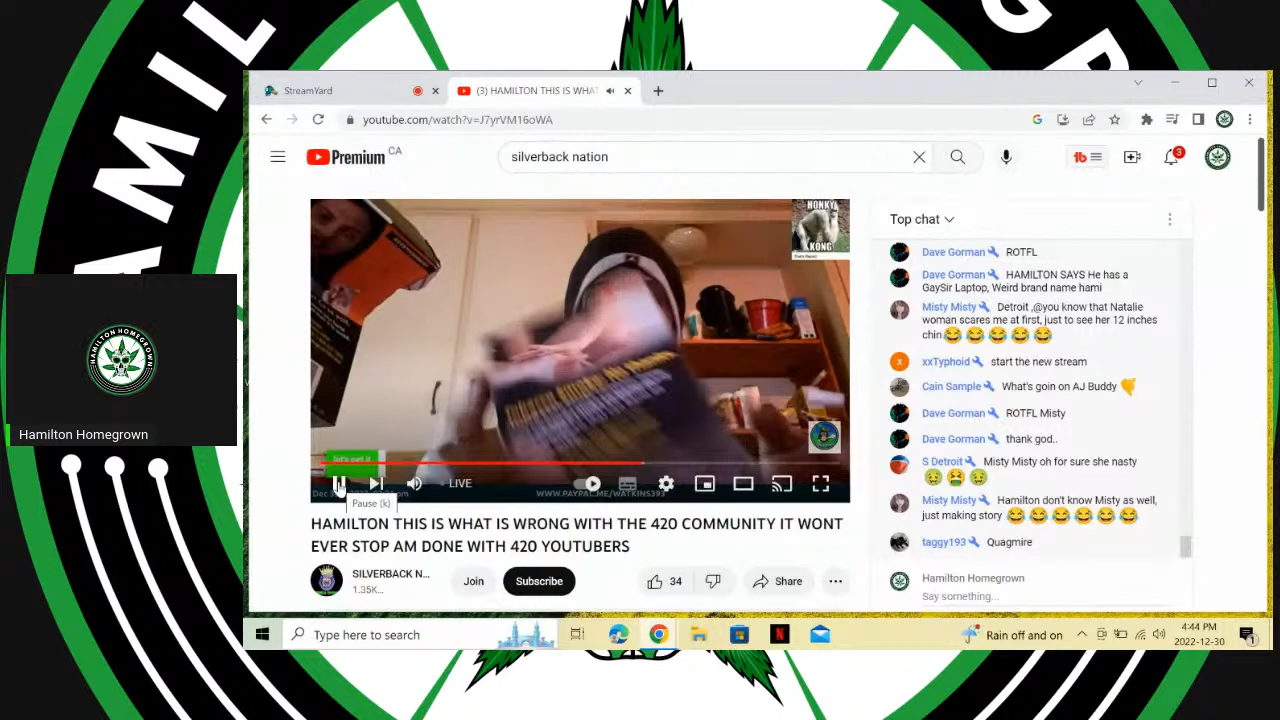 StreamYard
(3) HAMILTON THIS IS WHAT
youtube.com/watch?v=J7yrVM16oWA
Premium CA
silverback nation
3
HONKY
KONG
LIVE
Pause (k)
WWW.PAYPAL.ME/WATKINS393
HAMILTON THIS IS WHAT IS WRONG WITH THE 420 COMMUNITY IT WONT
EVER STOP AM DONE WITH 420 YOUTUBERS
SILVERBACK N...
1.35K...
Join
Subscribe
34
Share
Top chat
Dave Gorman ROTFL
Dave Gorman HAMILTON SAYS He has a
GaySir Laptop, Weird brand name hami
Misty Misty Detroit ,@you know that Natalie
woman scares me at first, just to see her 12 inches
chin😂😂😂😂😂
xxTyphoid start the new stream
Cain Sample What's goin on AJ Buddy
Dave Gorman ROTFL Misty
Dave Gorman thank god..
S Detroit Misty Misty oh for sure she nasty
🤢🤮🤢
Misty Misty Hamilton don't know Misty as well,
just making story 😂😂😂😂😂😂
taggy193 Quagmire
Hamilton Homegrown
Say something...
HAMILTON HOMEGROWN
Hamilton Homegrown
Type here to search
Rain off and on
4:44 PM
2022-12-30
1